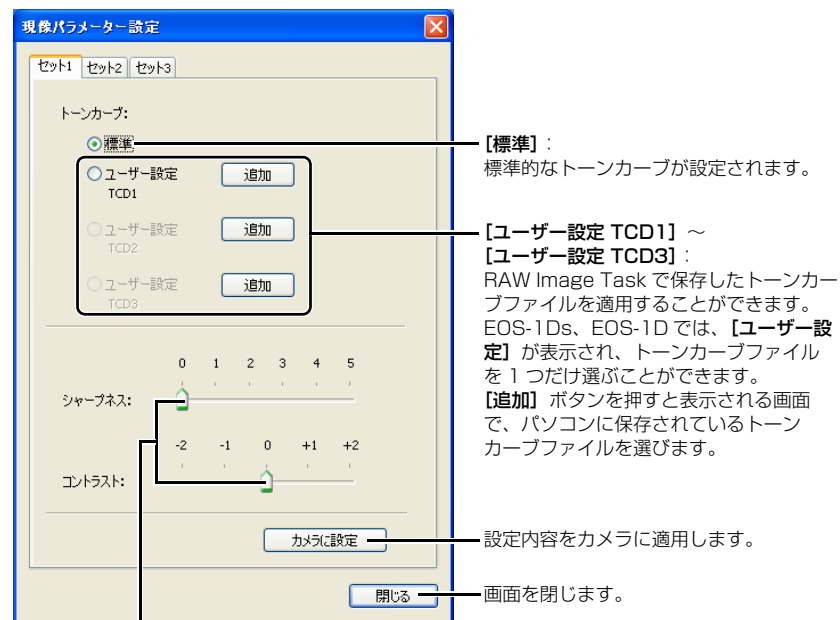 現像パラメーター設定
セット1 セット2 セット3
トーンカーブ:
標準
ユーザー設定 追加
TCD1
ユーザー設定 追加
TCD2
ユーザー設定 追加
TCD3
0 1 2 3 4 5
シャープネス:
-2 -1 0 +1 +2
コントラスト:
カメラに設定
閉じる
[標準]：
標準的なトーンカーブが設定されます。
[ユーザー設定 TCD1] ～
[ユーザー設定 TCD3]：
RAW Image Task で保存したトーンカー
ブファイルを適用することができます。
EOS-1Ds、EOS-1D では、[ユーザー設
定] が表示され、トーンカーブファイル
を 1 つだけ選ぶことができます。
[追加] ボタンを押すと表示される画面
で、パソコンに保存されているトーン
カーブファイルを選びます。
設定内容をカメラに適用します。
画面を閉じます。